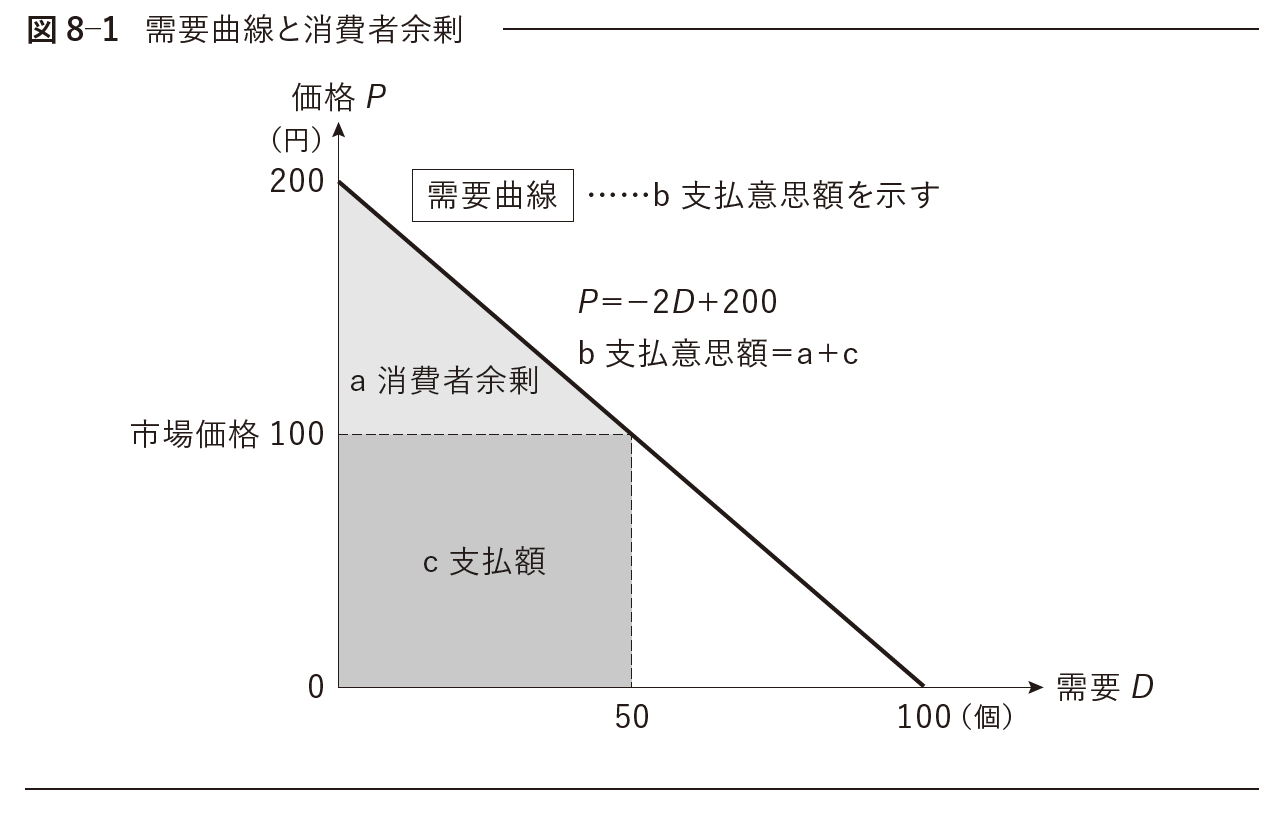 図 8-1 需要曲線と消費者余剰
価格 P
(円)
200
需要曲線 ……b 支払意思額を示す
P=-2D+200
b 支払意思額=a+c
a 消費者余剰
市場価格 100
c 支払額
0
需要 D
50
100(個)